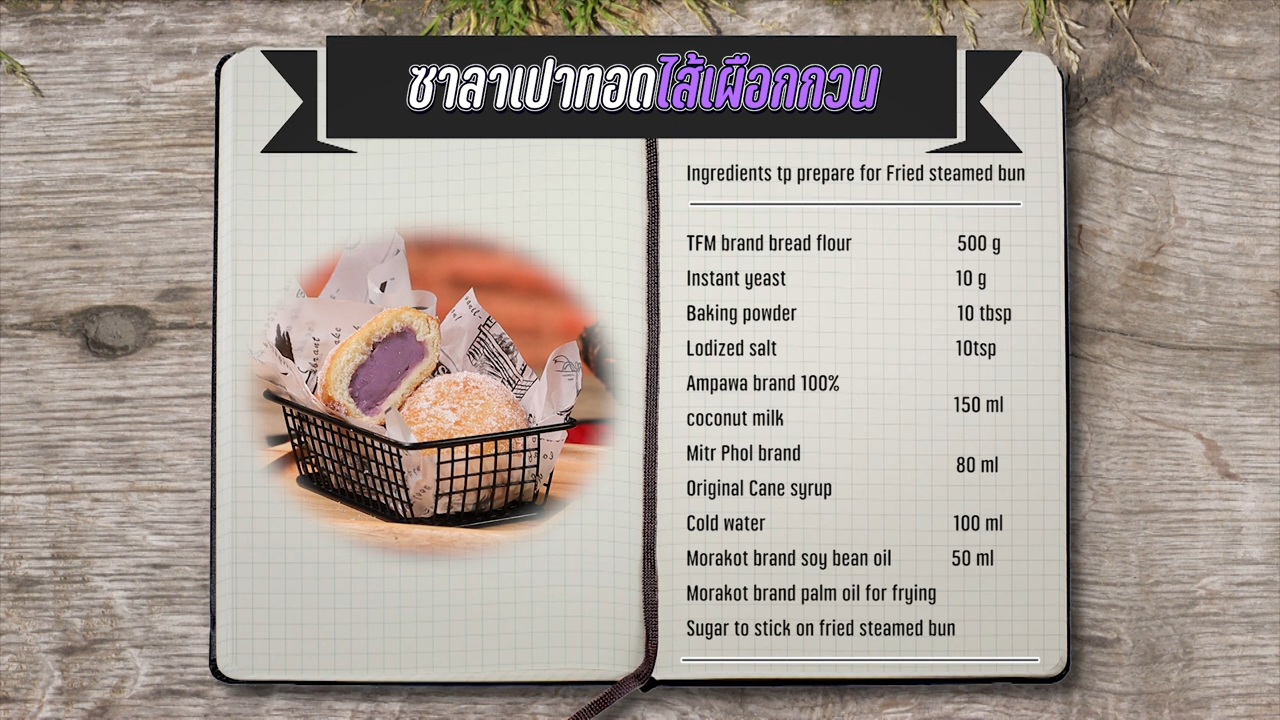 ซาลาเปาทอดไส้เผือกกวน
Ingredients tp prepare for Fried steamed bun
TFM brand bread flour 500 g
Instant yeast 10 g
Baking powder 10 tbsp
Lodized salt 10tsp
Ampawa brand 100%
coconut milk 150 ml
Mitr Phol brand
Original Cane syrup 80 ml
Cold water 100 ml
Morakot brand soy bean oil 50 ml
Morakot brand palm oil for frying
Sugar to stick on fried steamed bun